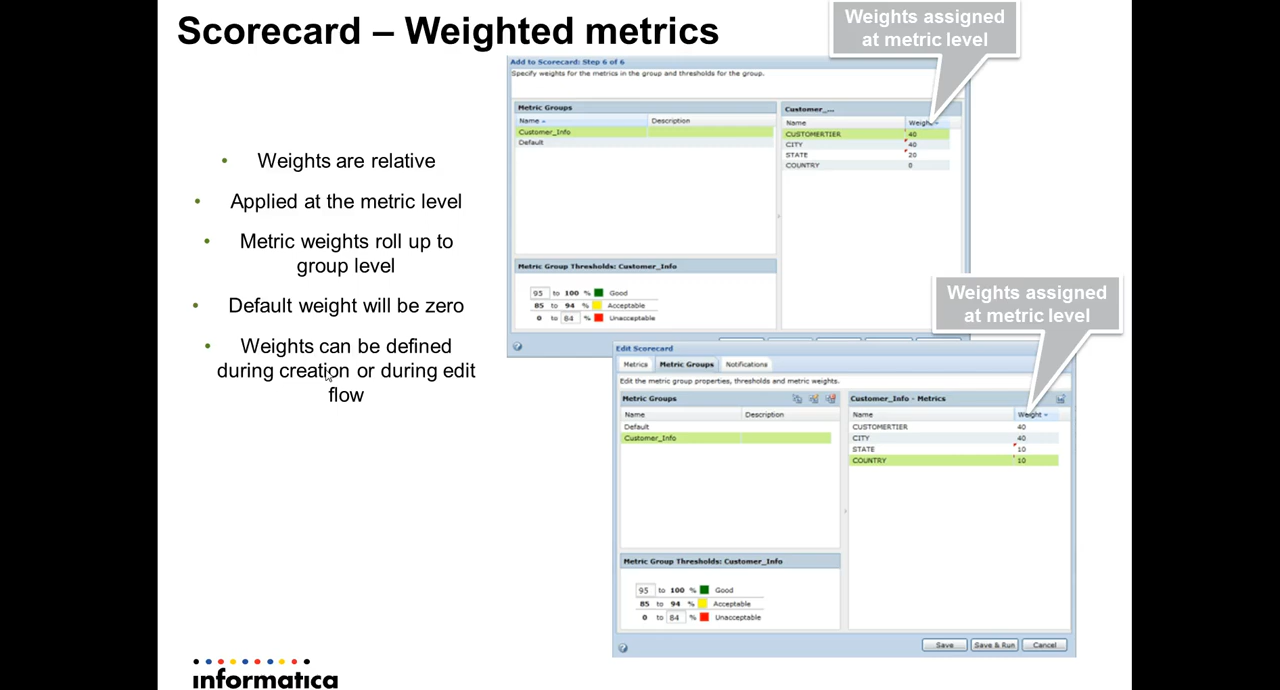 Scorecard – Weighted metrics
Weights assigned
at metric level
• Weights are relative
• Applied at the metric level
• Metric weights roll up to
group level
• Default weight will be zero
• Weights can be defined
during creation or during edit
flow
Add to Scorecard: Step 6 of 6
Specify weights for the metrics in the group and thresholds for the group.
Metric Groups
Name Description
Customer_Info
Default
Customer_...
Name Weight
CUSTOMERTIER 40
CITY 40
STATE 20
COUNTRY 0
Metric Group Thresholds: Customer_Info
95 to 100 % Good
85 to 94 % Acceptable
0 to 84 % Unacceptable
Weights assigned
at metric level
Edit Scorecard
Metrics Metric Groups Notifications
Edit the metric group properties, thresholds and metric weights.
Metric Groups
Name Description
Default
Customer_Info
Customer_Info - Metrics
Name Weight
CUSTOMERTIER 40
CITY 40
STATE 10
COUNTRY 10
Metric Group Thresholds: Customer_Info
95 to 100 % Good
85 to 94 % Acceptable
0 to 84 % Unacceptable
Save Save & Run Cancel
informatica